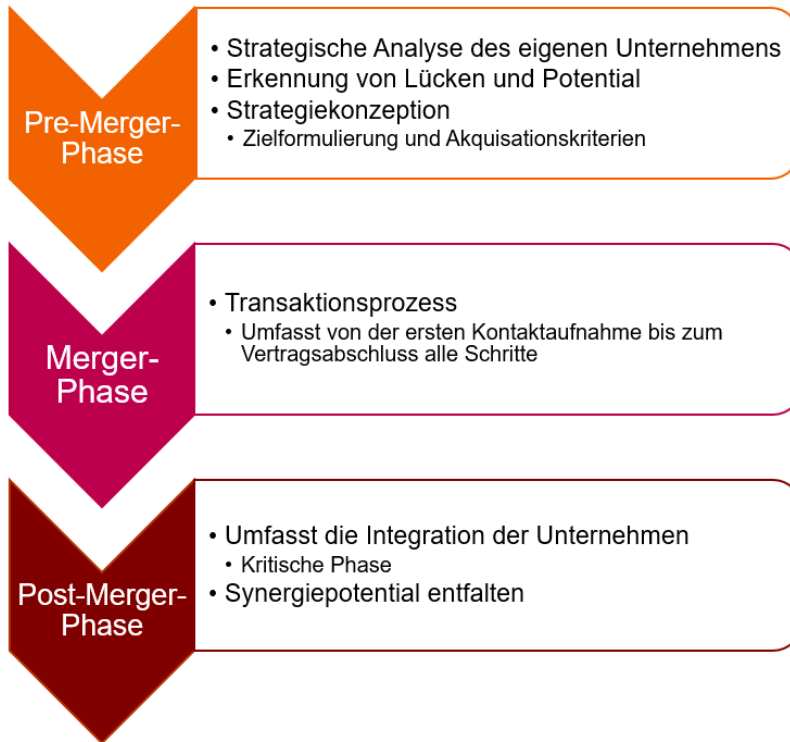 Pre-Merger-
Phase
• Strategische Analyse des eigenen Unternehmens
• Erkennung von Lücken und Potential
• Strategiekonzeption
• Zielformulierung und Akquisationskriterien
Merger-
Phase
• Transaktionsprozess
• Umfasst von der ersten Kontaktaufnahme bis zum
Vertragsabschluss alle Schritte
Post-Merger-
Phase
• Umfasst die Integration der Unternehmen
• Kritische Phase
• Synergiepotential entfalten